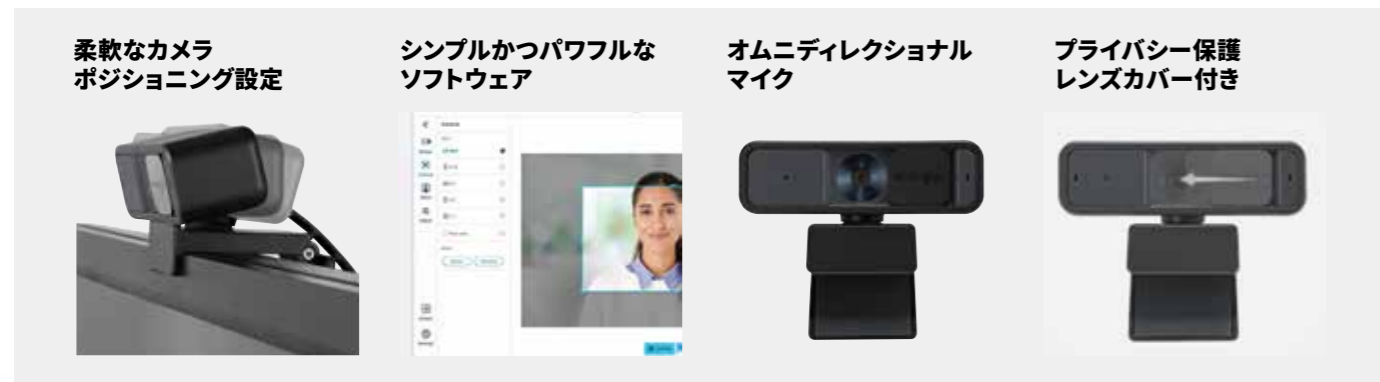 柔軟なカメラ
ポジショニング設定
シンプルかつパワフルな
ソフトウェア
オムニディレクショナル
マイク
プライバシー保護
レンズカバー付き